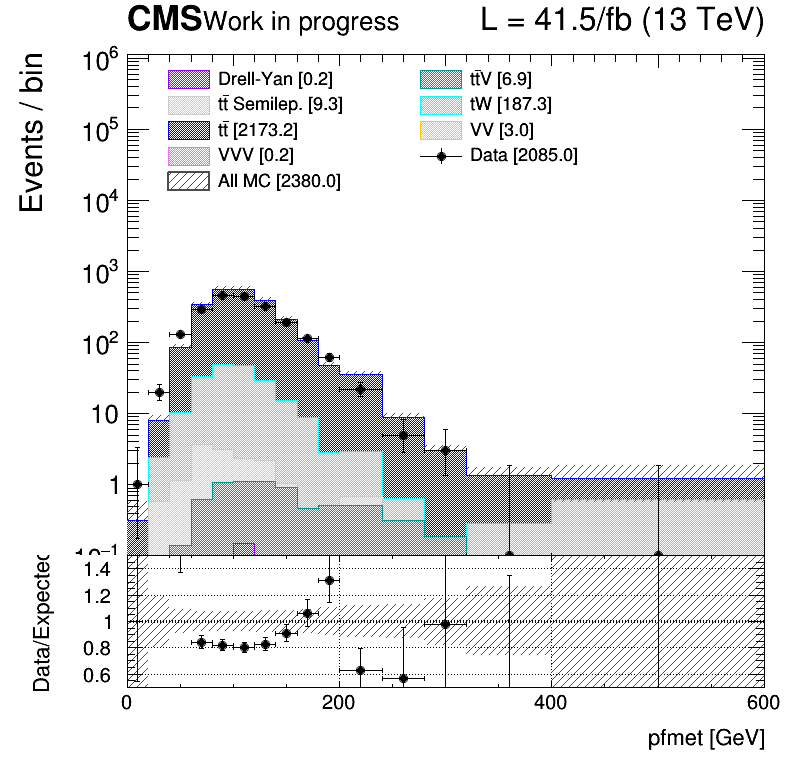 CMS Work in progress L = 41.5/fb (13 TeV)
Events / bin
10⁶
10⁵
10⁴
10³
10²
10
1
10⁻¹
Drell-Yan [0.2]
tt̄ Semilep. [9.3]
tt̄ [2173.2]
VVV [0.2]
All MC [2380.0]
tt̄V [6.9]
tW [187.3]
VV [3.0]
Data [2085.0]
Data/Expected
1.4
1.2
1
0.8
0.6
0 200 400 600
pfmet [GeV]